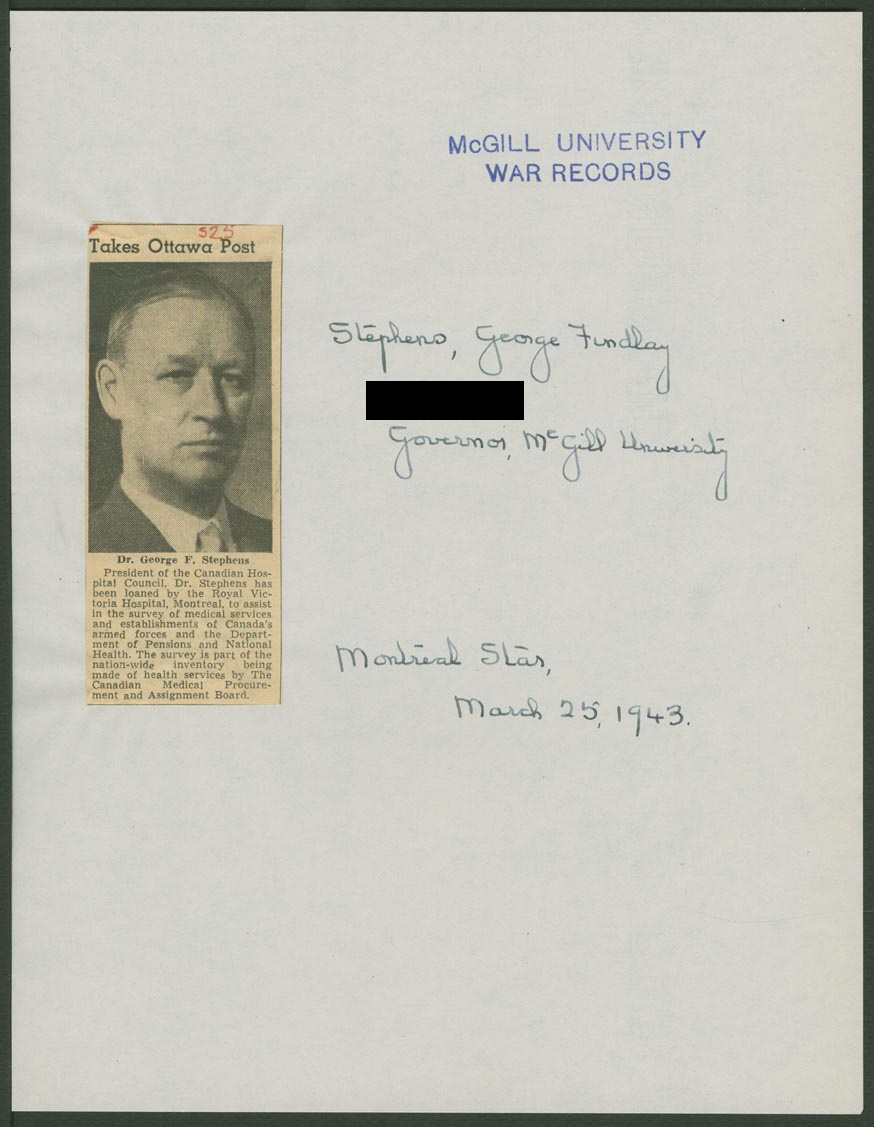 McGILL UNIVERSITY
WAR RECORDS
525
Takes Ottawa Post
Dr. George F. Stephens
President of the Canadian Hos-
pital Council, Dr. Stephens has
been loaned by the Royal Vic-
toria Hospital, Montreal, to assist
in the survey of medical services
and establishments of Canada's
armed forces and the Depart-
ment of Pensions and National
Health. The survey is part of the
nation-wide inventory being
made of health services by The
Canadian Medical Procure-
ment and Assignment Board.
Stephens, George Findlay
Governor, McGill University
Montreal Star,
March 25, 1943.